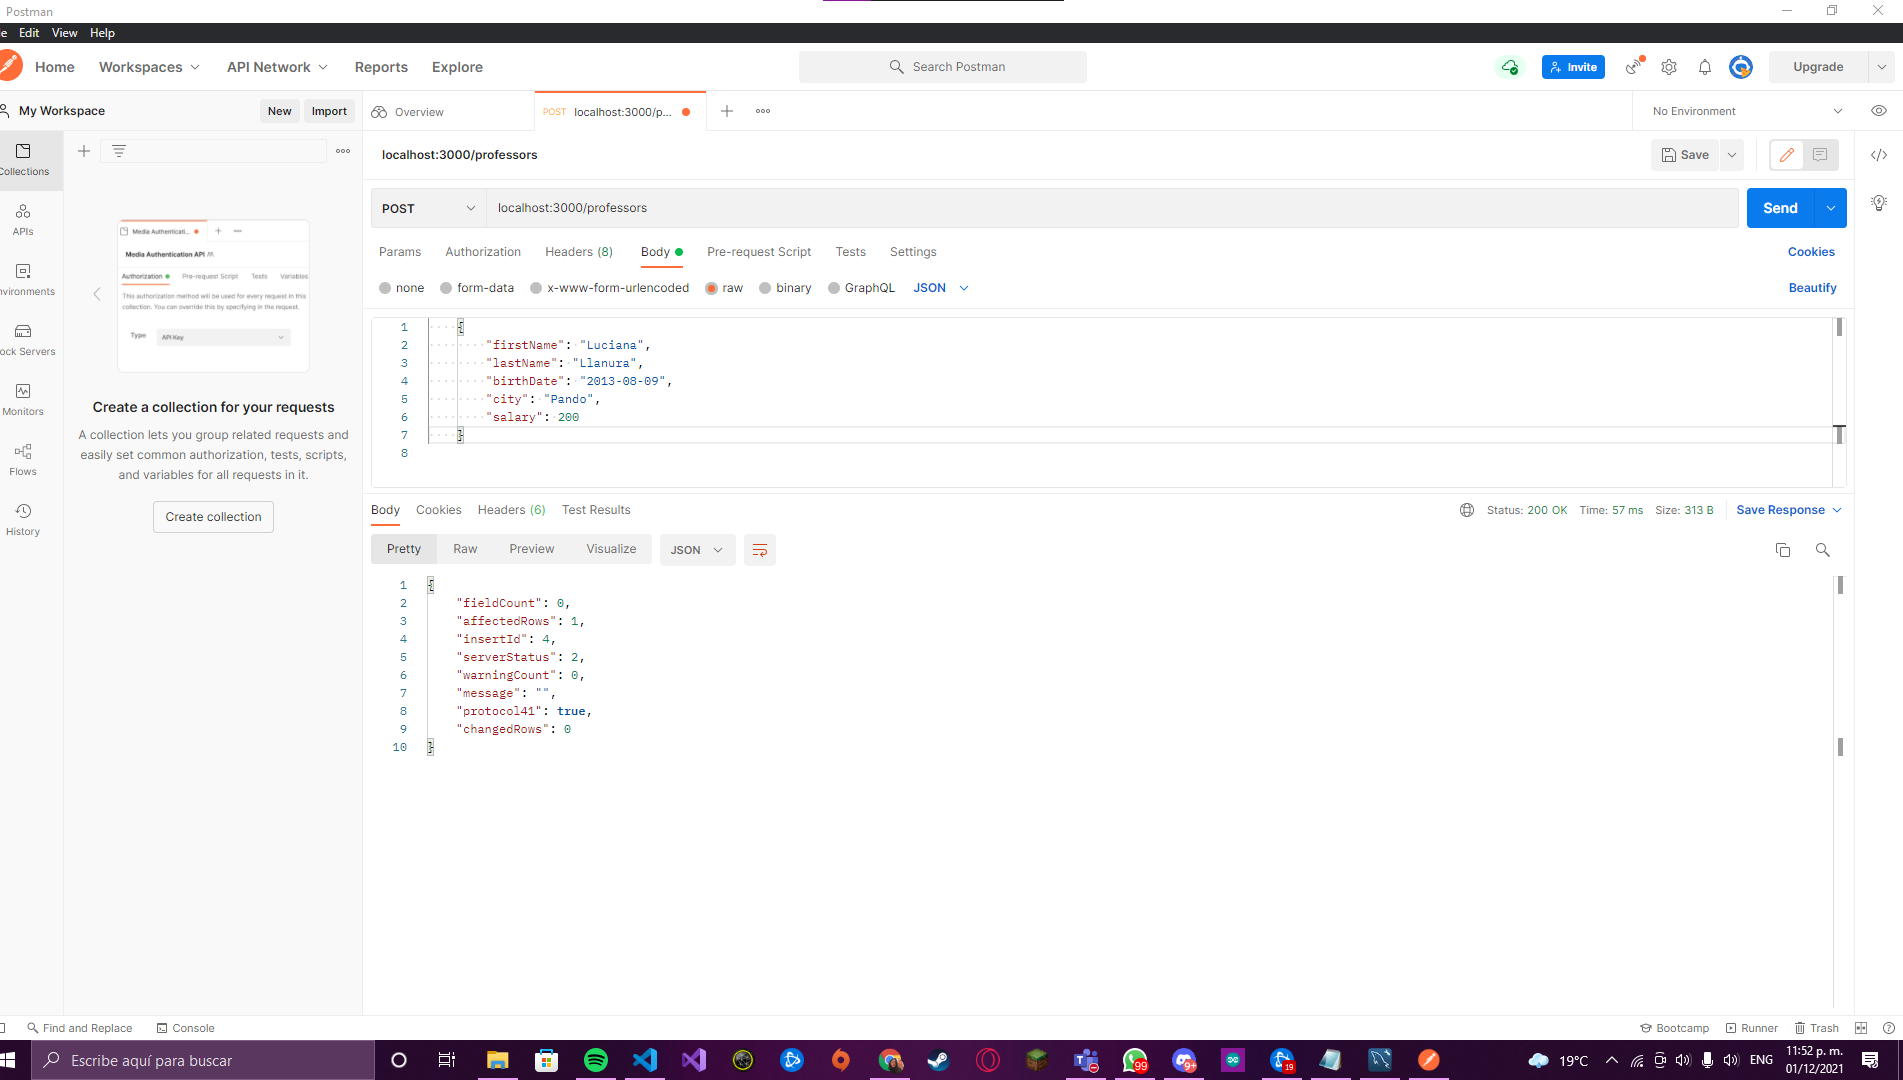 Postman
Edit View Help
Home Workspaces API Network Reports Explore Search Postman Invite Upgrade
My Workspace New Import Overview POST localhost:3000/p... No Environment
localhost:3000/professors Save
Collections
POST localhost:3000/professors Send
APIs
Params Authorization Headers (8) Body Pre-request Script Tests Settings Cookies
none form-data x-www-form-urlencoded raw binary GraphQL JSON Beautify
nvironments
ock Servers
Monitors
Flows
History
Media Authenticati...
Media Authentication API
Authorization Pre-request Script Tests Variables
This authorization method will be used for every request in this
collection. You can override this by specifying in the request.
Type API Key
Create a collection for your requests
A collection lets you group related requests and
easily set common authorization, tests, scripts,
and variables for all requests in it.
Create collection
1 {
2 "firstName": "Luciana",
3 "lastName": "Llanura",
4 "birthDate": "2013-08-09",
5 "city": "Pando",
6 "salary": 200
7 }
8
Body Cookies Headers (6) Test Results Status: 200 OK Time: 57 ms Size: 313 B Save Response
Pretty Raw Preview Visualize JSON
1 {
2 "fieldCount": 0,
3 "affectedRows": 1,
4 "insertId": 4,
5 "serverStatus": 2,
6 "warningCount": 0,
7 "message": "",
8 "protocol41": true,
9 "changedRows": 0
10 }
Find and Replace Console Bootcamp Runner Trash
Escribe aquí para buscar 99 9+ 19 19°C ENG 11:52 p. m.
01/12/2021